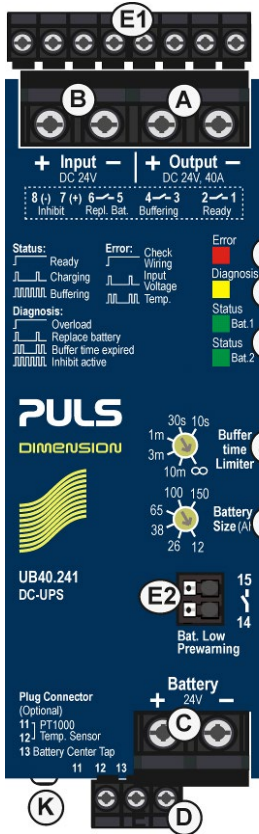 E1
B
A
+ Input − + Output −
DC 24V DC 24V, 40A
8 (-) 7 (+) 6 5 4 3 2 1
Inhibit Repl. Bat. Buffering Ready
Status:
Ready
Charging
Buffering
Error:
Check
Wiring
Input
Voltage
Temp.
Diagnosis:
Overload
Replace battery
Buffer time expired
Inhibit active
Error
Diagnosis
Status
Bat.1
Status
Bat.2
PULS
DIMENSION
30s 10s
1m
3m
10m ∞
Buffer
time
Limiter
100 150
65
38
26 12
Battery
Size
UB40.241
DC-UPS
E2
15
14
Bat. Low
Prewarning
Battery
+ 24V −
C
Plug Connector
(Optional)
11 PT1000
12 Temp. Sensor
13 Battery Center Tap
11 12 13
K
D